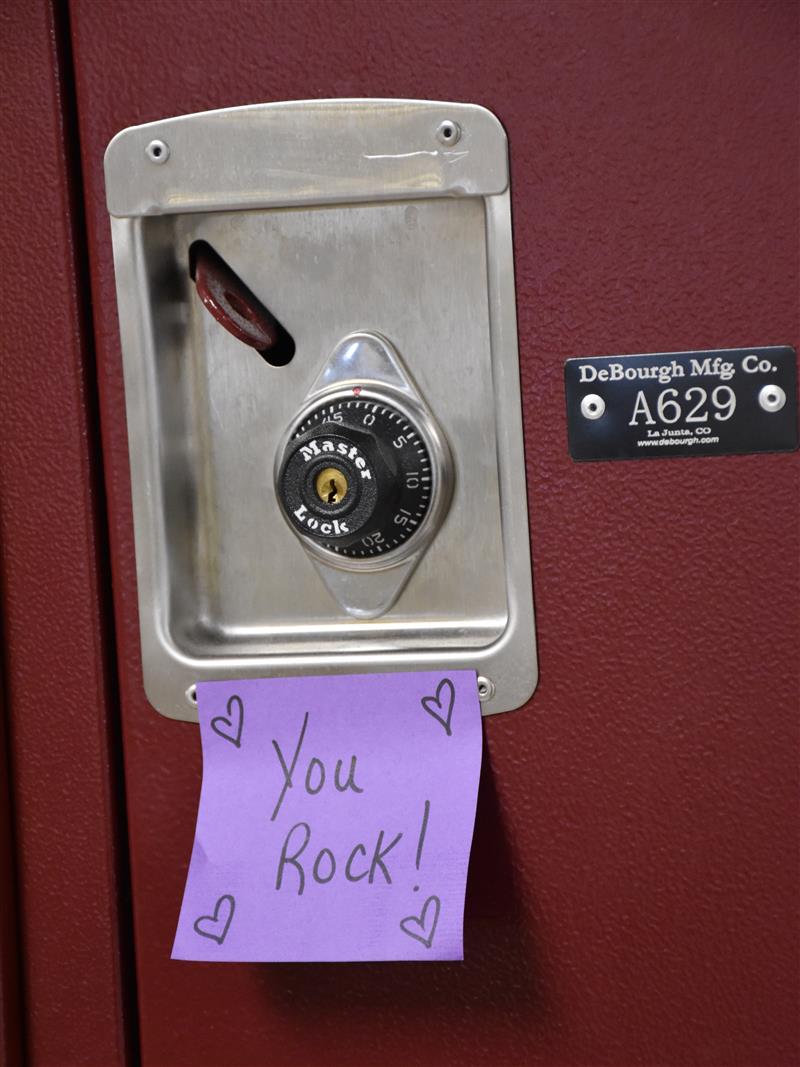 DeBourgh Mfg. Co.
A629
La Junta, CO
www.debourgh.com
45 0 5 10 15 20
Master
Lock
You
Rock!